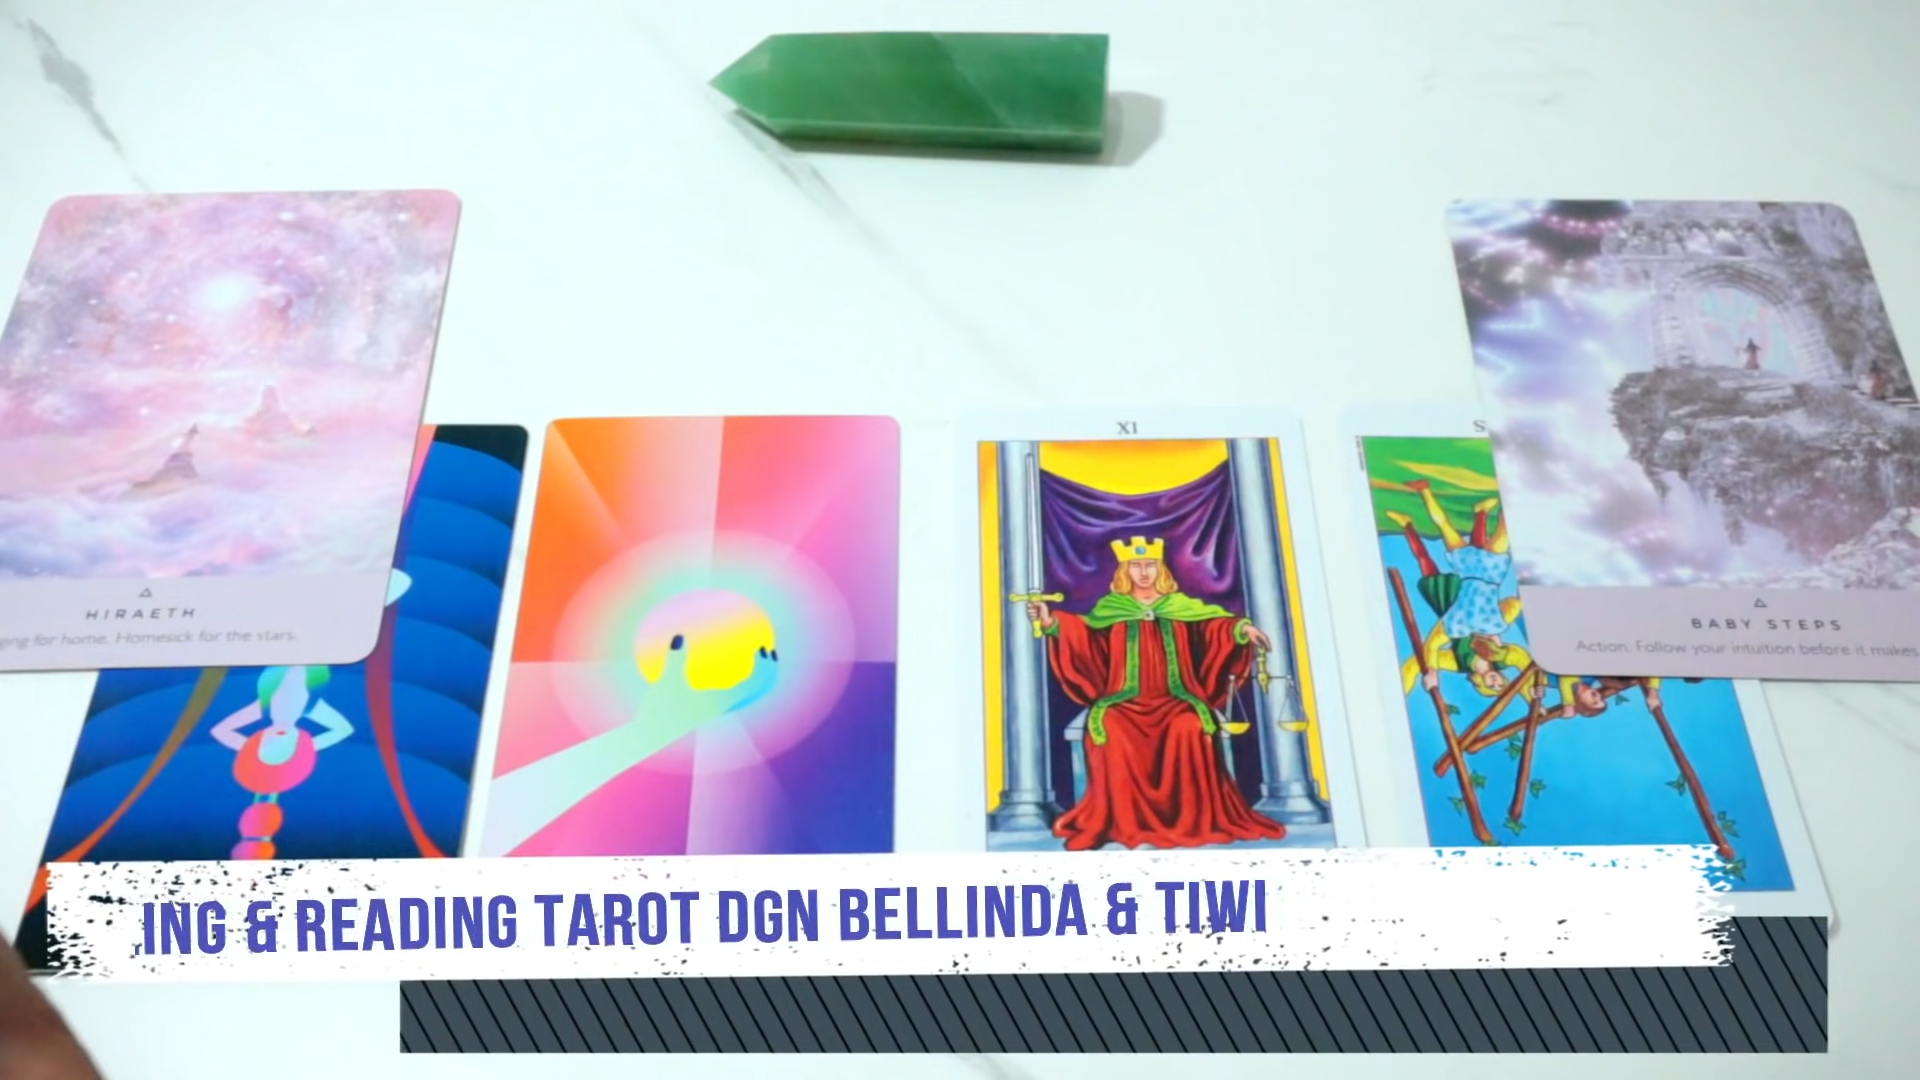 XI
HIRAETH
ging for home. Homesick for the stars.
BABY STEPS
Action. Follow your intuition before it makes
ING & READING TAROT DGN BELLINDA & TIWI